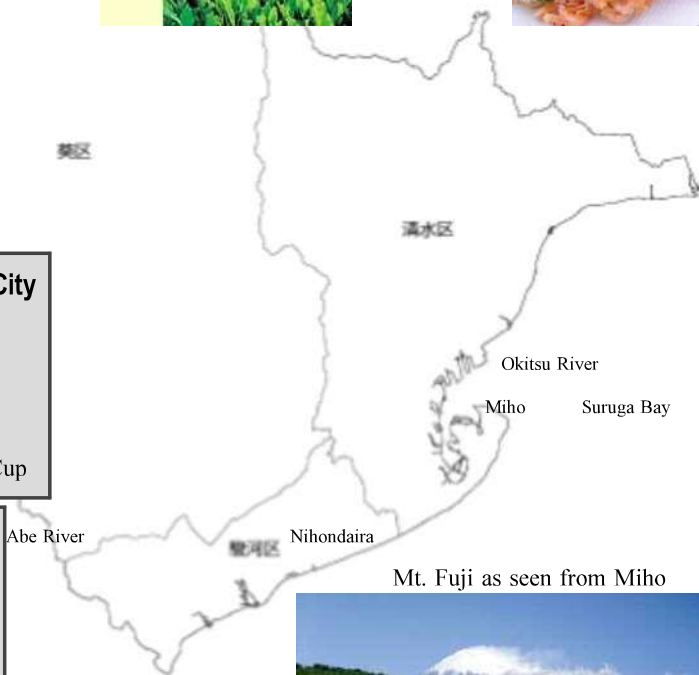 葵区
清水区
City
Okitsu River
Miho
Suruga Bay
Cup
Abe River
駿河区
Nihondaira
Mt. Fuji as seen from Miho